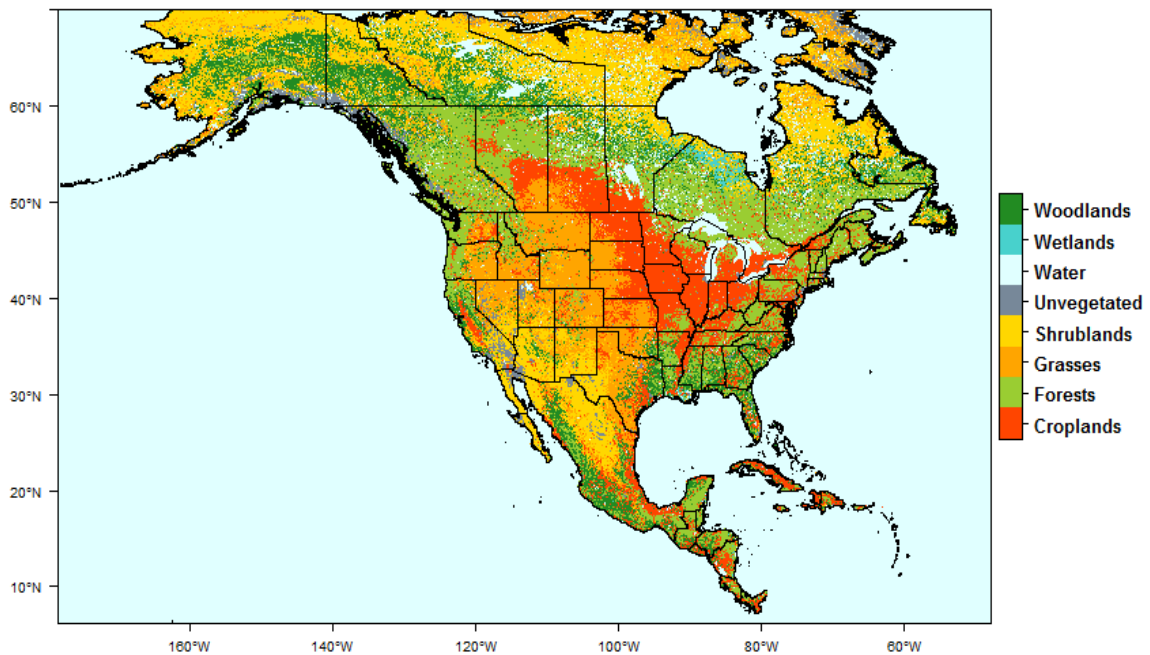 60°N
50°N
40°N
30°N
20°N
10°N
160°W
140°W
120°W
100°W
80°W
60°W
Woodlands
Wetlands
Water
Unvegetated
Shrublands
Grasses
Forests
Croplands